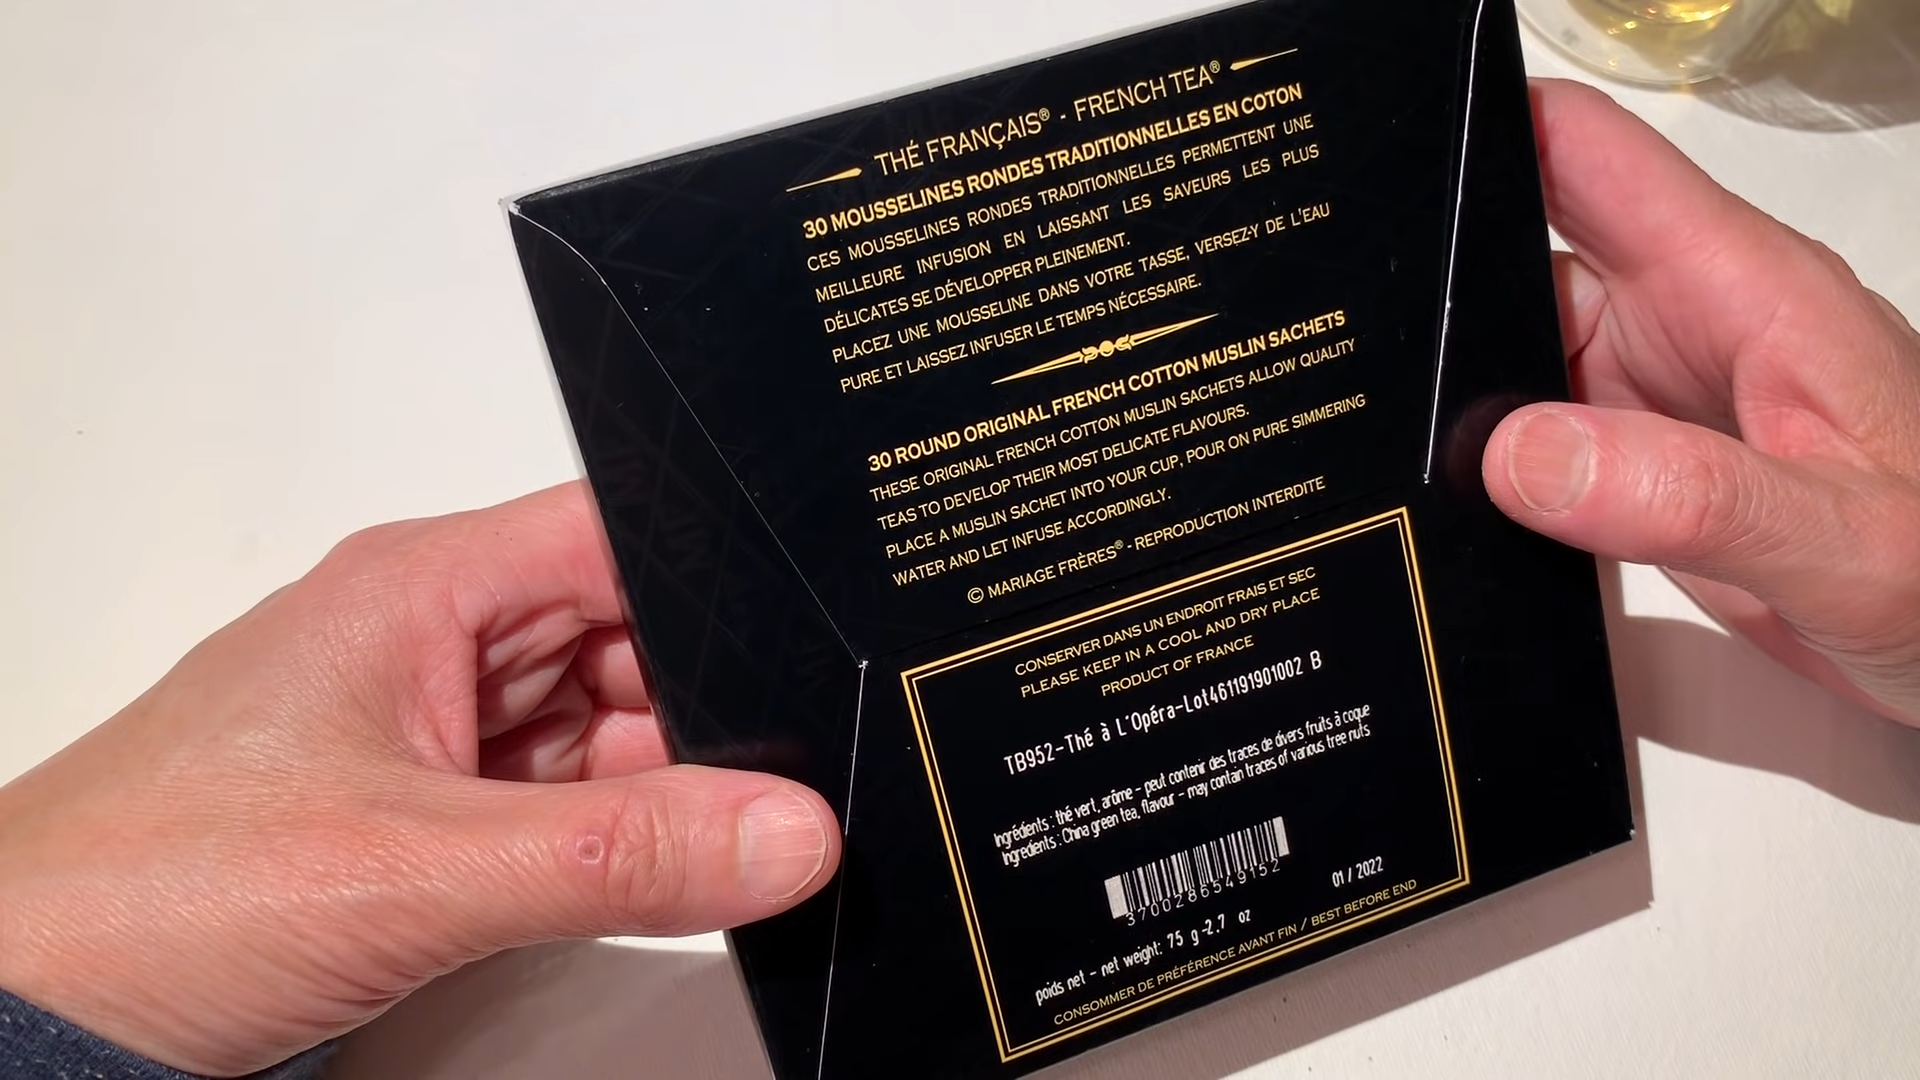 THÉ FRANÇAIS® - FRENCH TEA®
30 MOUSSELINES RONDES TRADITIONNELLES EN COTON
CES MOUSSELINES RONDES TRADITIONNELLES PERMETTENT UNE
MEILLEURE INFUSION EN LAISSANT LES SAVEURS LES PLUS
DÉLICATES SE DÉVELOPPER PLEINEMENT.
PLACEZ UNE MOUSSELINE DANS VOTRE TASSE, VERSEZ-Y DE L'EAU
PURE ET LAISSEZ INFUSER LE TEMPS NÉCESSAIRE.
30 ROUND ORIGINAL FRENCH COTTON MUSLIN SACHETS
THESE ORIGINAL FRENCH COTTON MUSLIN SACHETS ALLOW QUALITY
TEAS TO DEVELOP THEIR MOST DELICATE FLAVOURS.
PLACE A MUSLIN SACHET INTO YOUR CUP, POUR ON PURE SIMMERING
WATER AND LET INFUSE ACCORDINGLY.
© MARIAGE FRÈRES® - REPRODUCTION INTERDITE
CONSERVER DANS UN ENDROIT FRAIS ET SEC
PLEASE KEEP IN A COOL AND DRY PLACE
PRODUCT OF FRANCE
TB952-Thé à L'Opéra-Lot461191901002 B
Ingrédients : thé vert, arôme - peut contenir des traces de divers fruits à coque
Ingredients : China green tea, flavour - may contain traces of various tree nuts
3700286549152
01 / 2022
poids net - net weight: 75 g-2.7 oz
CONSOMMER DE PRÉFÉRENCE AVANT FIN / BEST BEFORE END